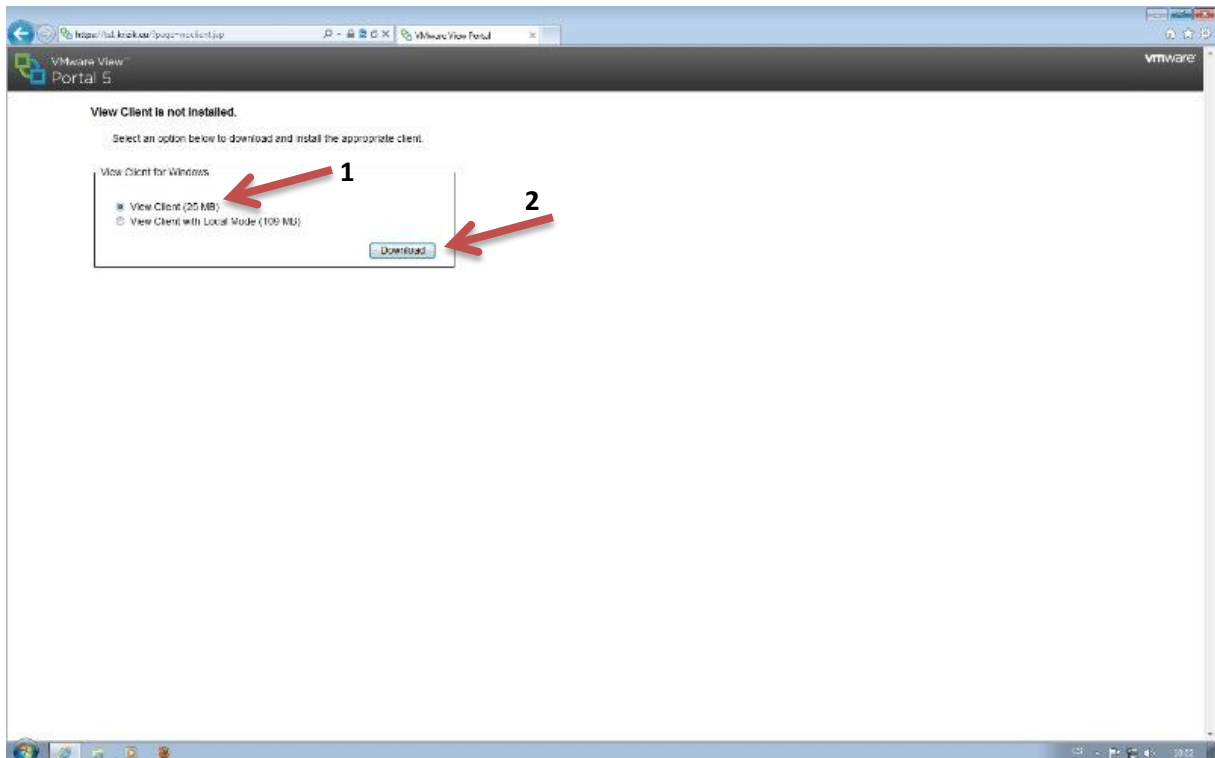 VMware View Portal
VMware View™
Portal 5
vmware
View Client is not installed.
Select an option below to download and install the appropriate client.
View Client for Windows
1
View Client (25 MB)
2
View Client with Local Mode (109 MB)
Download